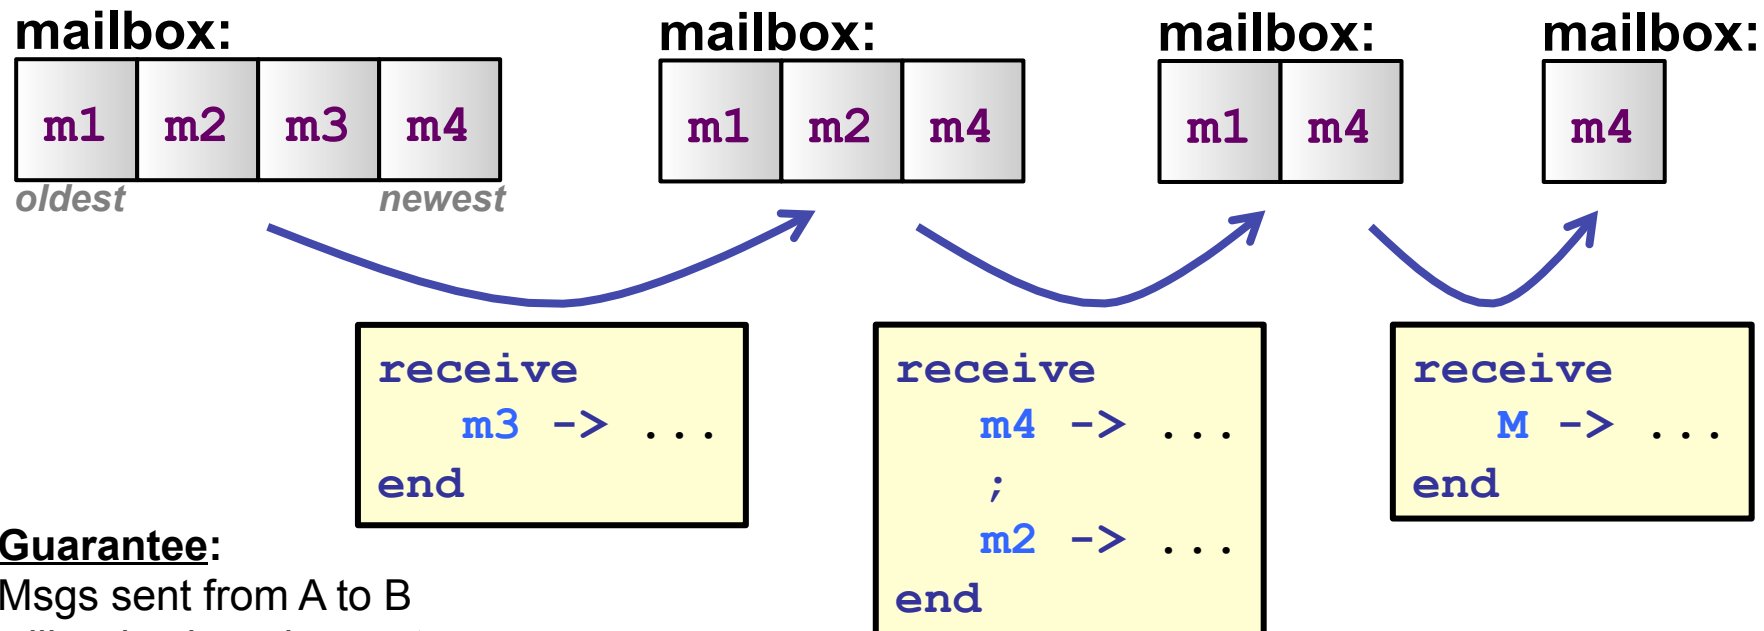 mailbox: mailbox: mailbox: mailbox:
m1 m2 m3 m4 m1 m2 m4 m1 m4 m4
oldest newest
receive
m3 -> ...
end
receive
m4 -> ...
;
m2 -> ...
end
receive
M -> ...
end
Guarantee:
Msgs sent from A to B